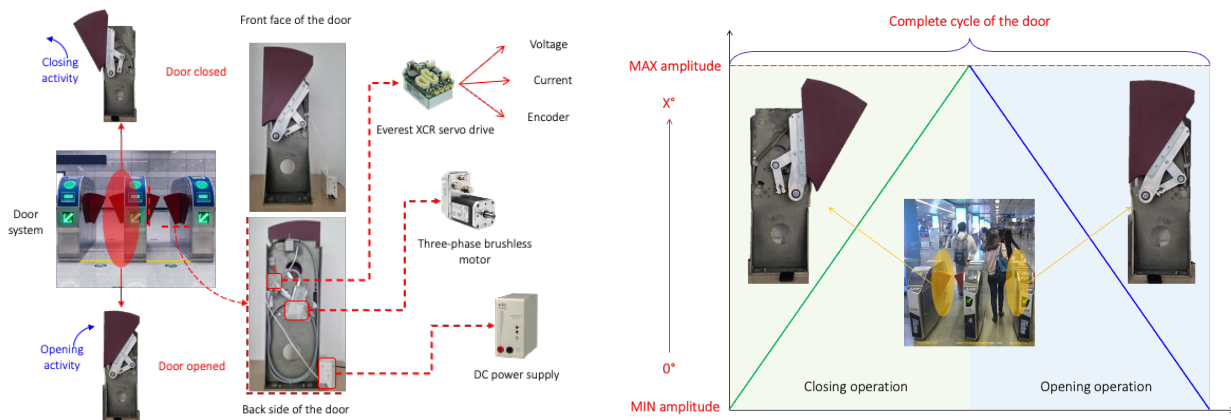 Front face of the door
Closing
activity
Door closed
Voltage
Current
Encoder
Everest XCR servo drive
Door
system
Three-phase brushless
motor
Opening
activity
Door opened
DC power supply
Back side of the door
Complete cycle of the door
MAX amplitude
X°
0°
MIN amplitude
Closing operation
Opening operation